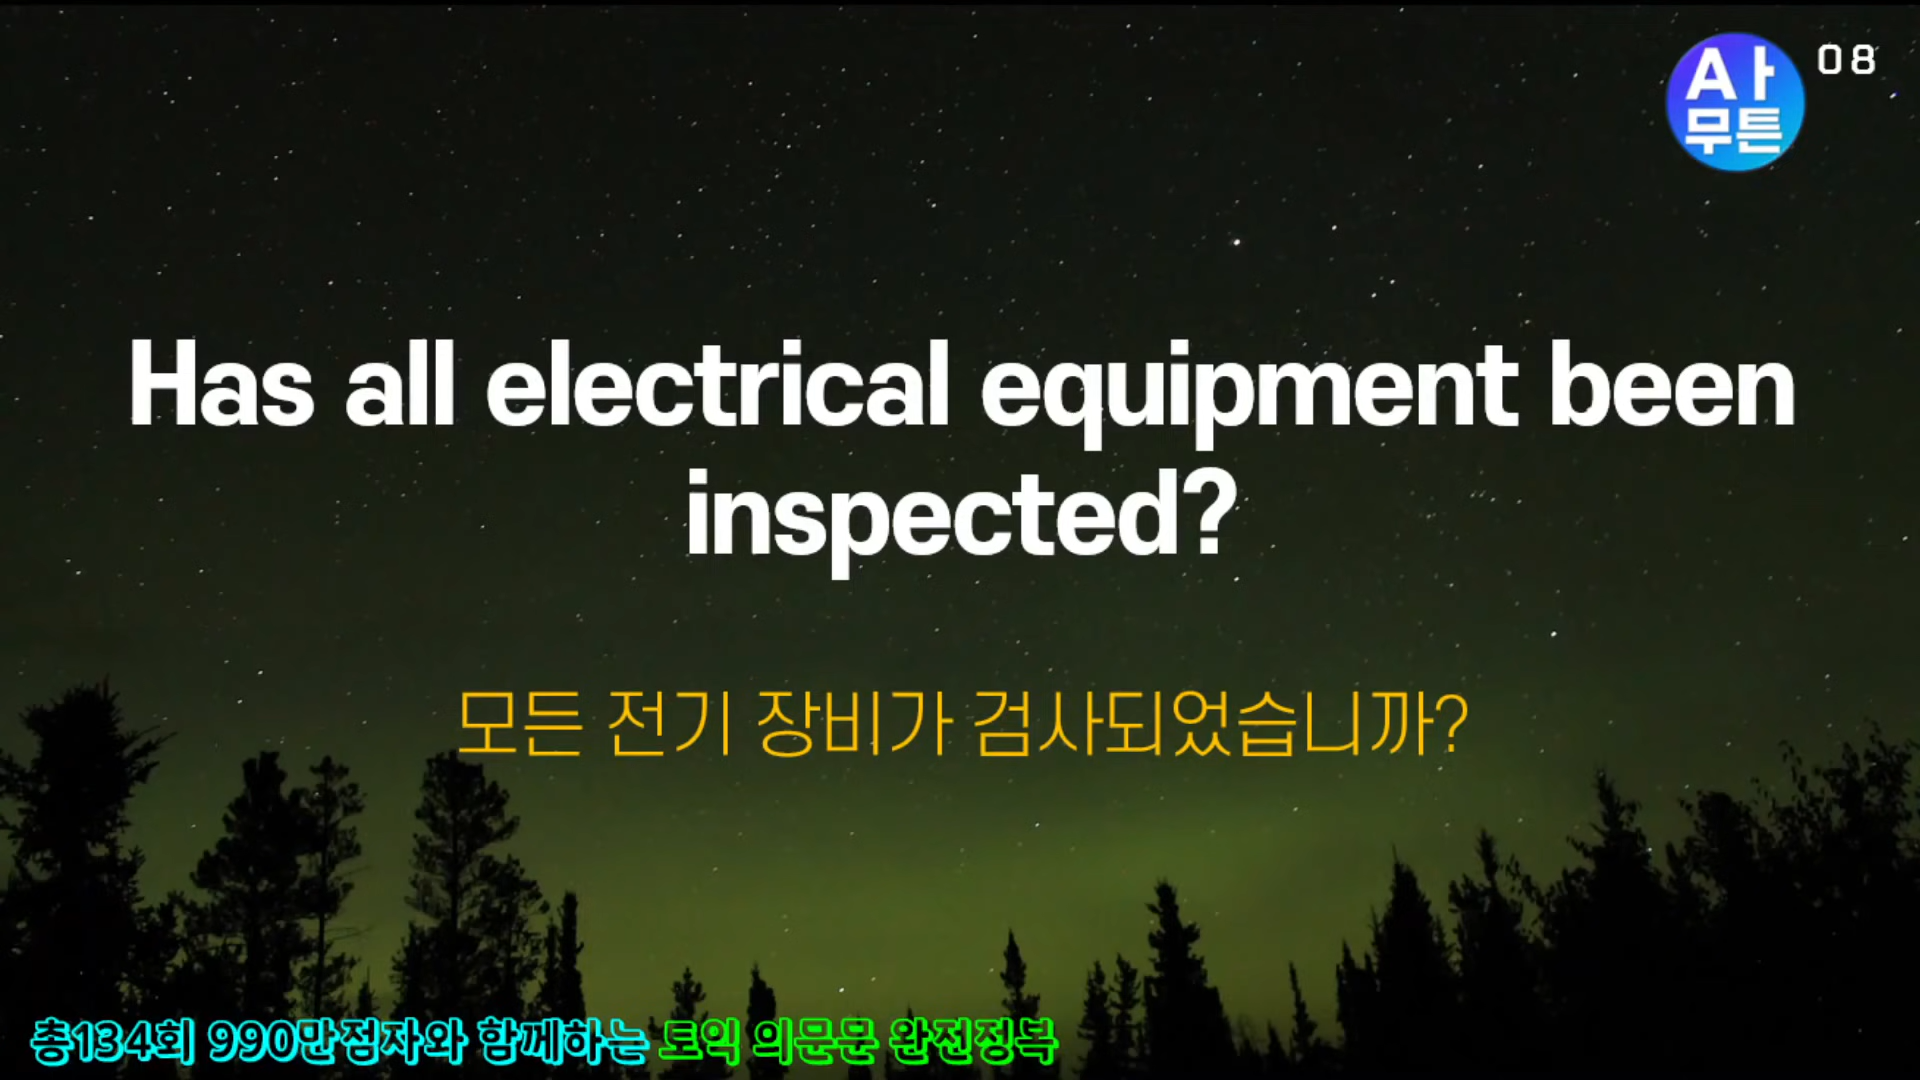 사
무튼
08
Has all electrical equipment been
inspected?
모든 전기 장비가 검사되었습니까?
총134회 990만점자와 함께하는 토익 의문문 완전정복